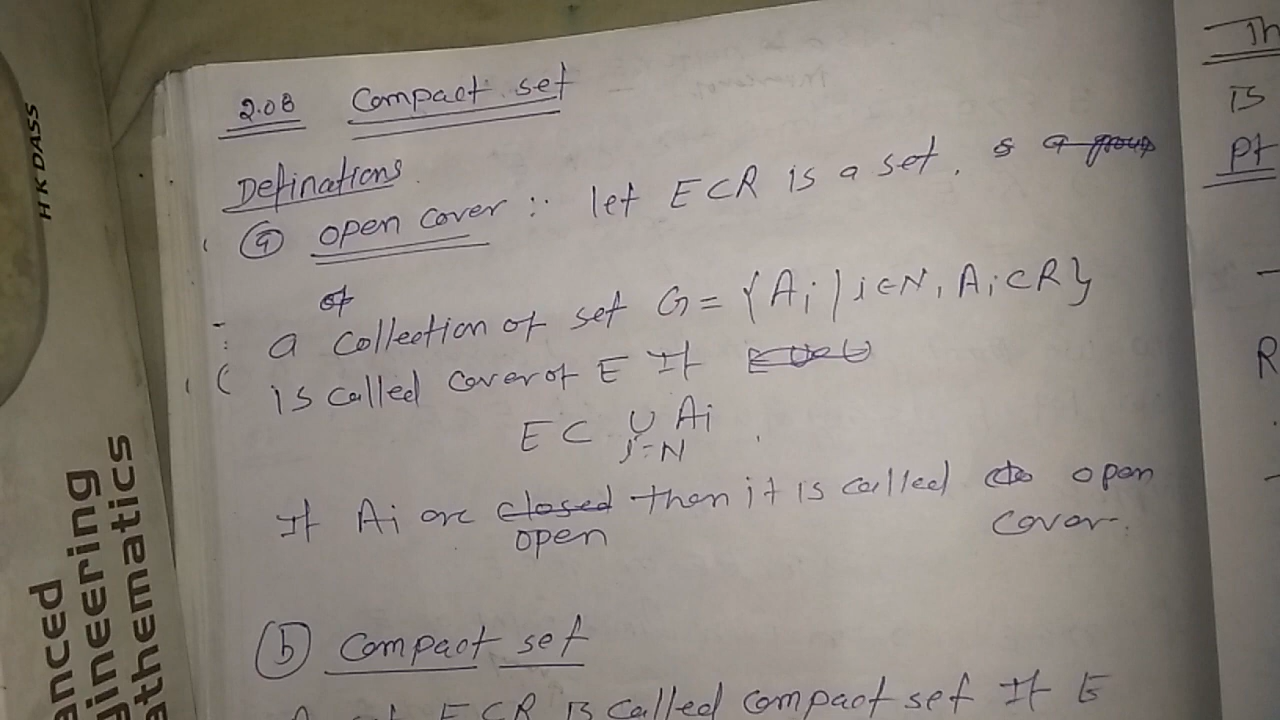 2.08 Compact set
Definations
(a) open cover :. let E⊂R is a set.
of
a collection of set G = {Ai | i∈N, Ai⊂R}
is called cover of E If
E ⊂ ∪ Ai
i=N
If Ai are closed then it is called open
open cover.
(b) Compact set
E⊂R is called compact set If E
H K DASS
anced
gineering
athematics
Th
is
Pt
R